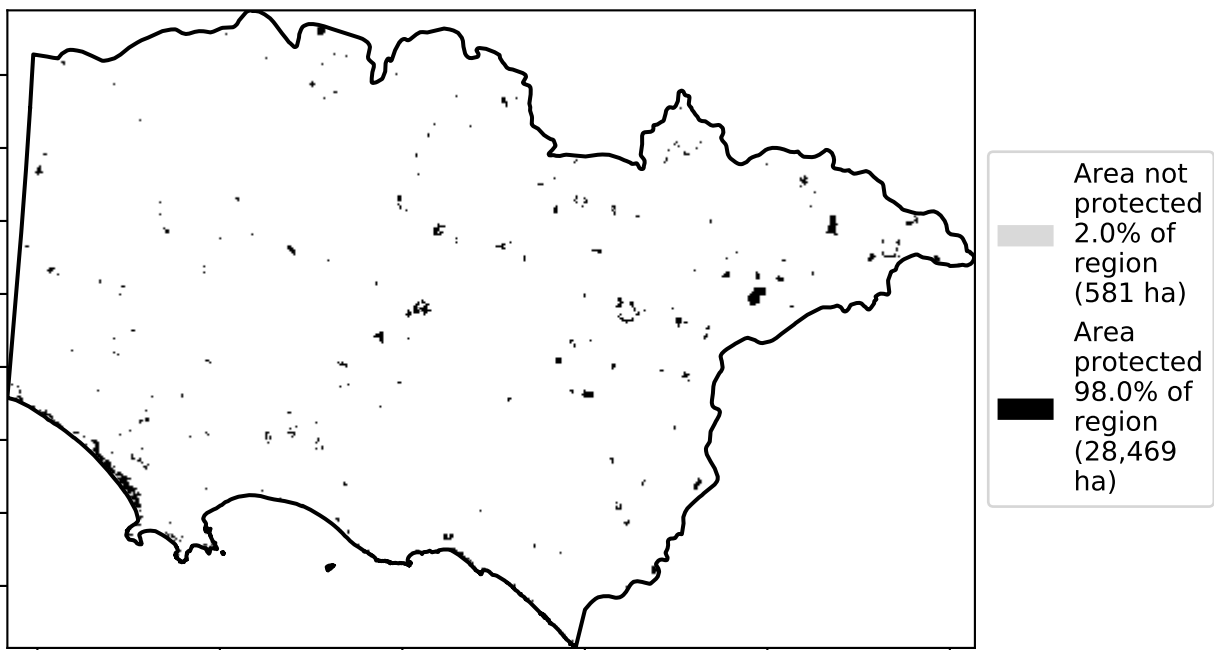 Area not
protected
2.0% of
region
(581 ha)
Area
protected
98.0% of
region
(28,469
ha)